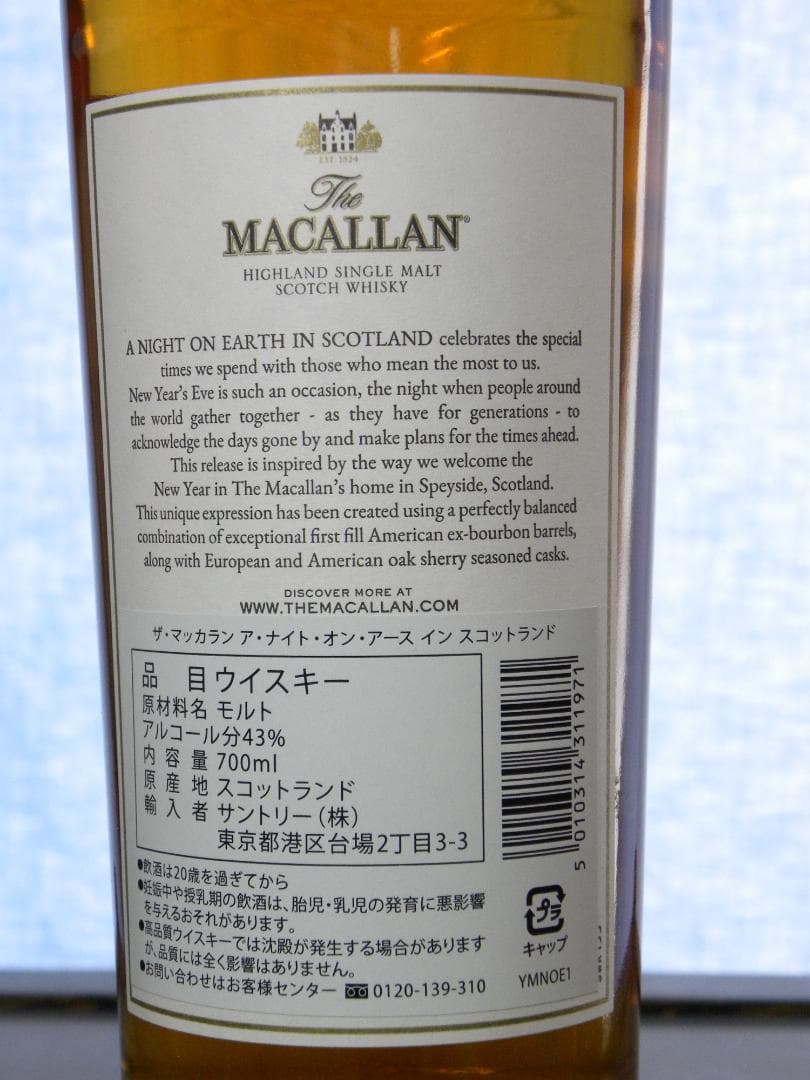 EST. 1824
The
MACALLAN®
HIGHLAND SINGLE MALT
SCOTCH WHISKY
A NIGHT ON EARTH IN SCOTLAND celebrates the special
times we spend with those who mean the most to us.
New Year's Eve is such an occasion, the night when people around
the world gather together - as they have for generations - to
acknowledge the days gone by and make plans for the times ahead.
This release is inspired by the way we welcome the
New Year in The Macallan's home in Speyside, Scotland.
This unique expression has been created using a perfectly balanced
combination of exceptional first fill American ex-bourbon barrels,
along with European and American oak sherry seasoned casks.
DISCOVER MORE AT
WWW.THEMACALLAN.COM
ザ・マッカラン ア・ナイト・オン・アース イン スコットランド
品目 ウイスキー
原材料名 モルト
アルコール分43%
内容量 700ml
原産地 スコットランド
輸入者 サントリー(株)
東京都港区台場2丁目3-3
5 010314 311971
●飲酒は20歳を過ぎてから
●妊娠中や授乳期の飲酒は、胎児・乳児の発育に悪影響
を与えるおそれがあります。
●高品質ウイスキーでは沈殿が発生する場合があります
が、品質には全く影響はありません。
●お問い合わせはお客様センター 0120-139-310
プラ
キャップ
YMNOE1